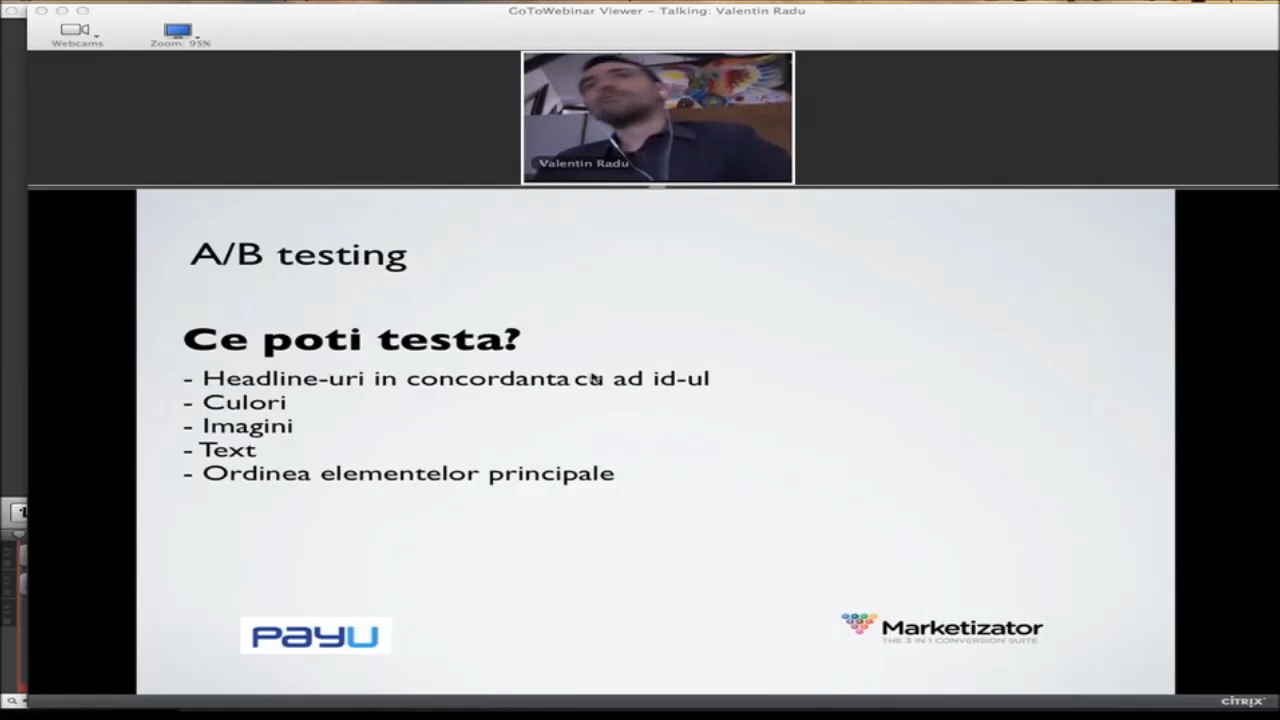 GoToWebinar Viewer – Talking: Valentin Radu
Webcams
Zoom: 95%
Valentin Radu
A/B testing
Ce poti testa?
- Headline-uri in concordanta cu ad id-ul
- Culori
- Imagini
- Text
- Ordinea elementelor principale
PayU
Marketizator
THE 3 IN 1 CONVERSION SUITE
CITRIX